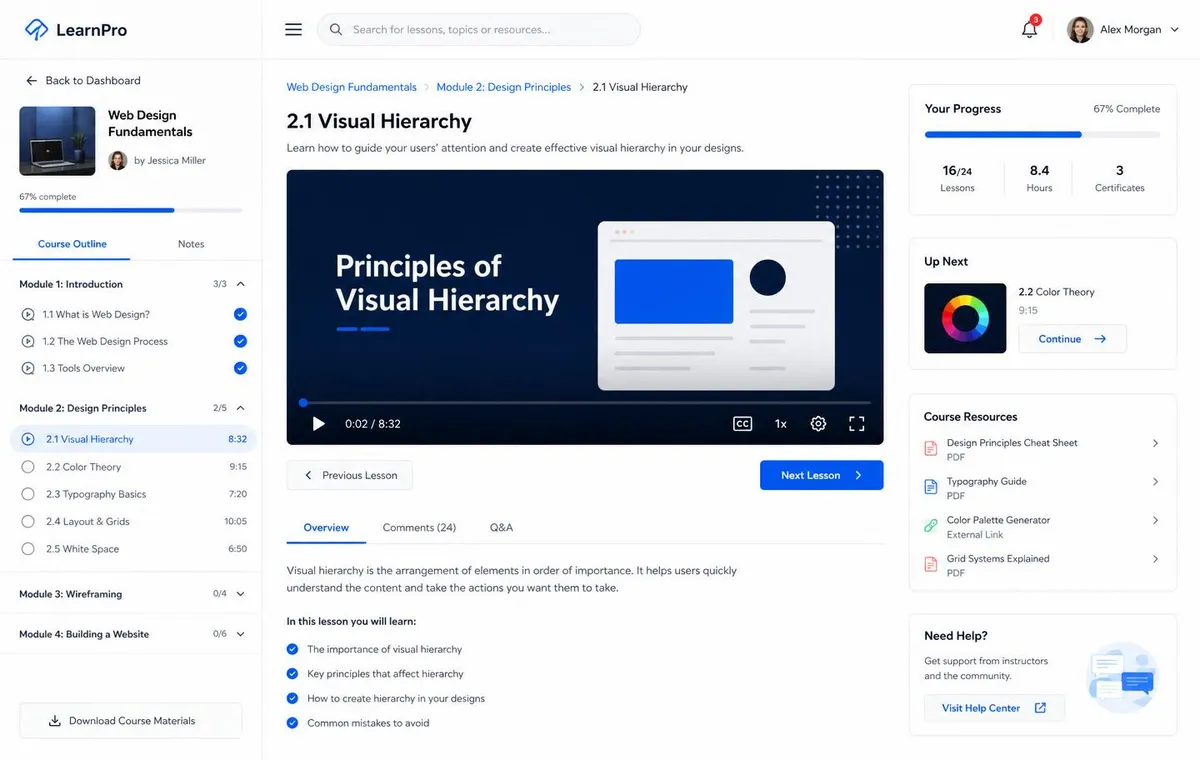 LearnPro
Search for lessons, topics or resources...
3
Alex Morgan
Back to Dashboard
Web Design
Fundamentals
by Jessica Miller
67% complete
Course Outline
Notes
Module 1: Introduction 3/3
1.1 What is Web Design?
1.2 The Web Design Process
1.3 Tools Overview
Module 2: Design Principles 2/5
2.1 Visual Hierarchy 8:32
2.2 Color Theory 9:15
2.3 Typography Basics 7:20
2.4 Layout & Grids 10:05
2.5 White Space 6:50
Module 3: Wireframing 0/4
Module 4: Building a Website 0/6
Download Course Materials
Web Design Fundamentals > Module 2: Design Principles > 2.1 Visual Hierarchy
2.1 Visual Hierarchy
Learn how to guide your users' attention and create effective visual hierarchy in your designs.
Principles of
Visual Hierarchy
0:02 / 8:32
CC
1x
Previous Lesson
Next Lesson
Overview
Comments (24)
Q&A
Visual hierarchy is the arrangement of elements in order of importance. It helps users quickly
understand the content and take the actions you want them to take.
In this lesson you will learn:
The importance of visual hierarchy
Key principles that affect hierarchy
How to create hierarchy in your designs
Common mistakes to avoid
Your Progress
67% Complete
16/24
Lessons
8.4
Hours
3
Certificates
Up Next
2.2 Color Theory
9:15
Continue
Course Resources
Design Principles Cheat Sheet
PDF
Typography Guide
PDF
Color Palette Generator
External Link
Grid Systems Explained
PDF
Need Help?
Get support from instructors
and the community.
Visit Help Center